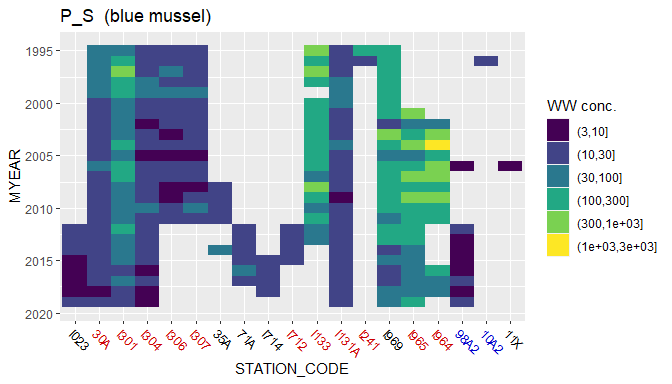 P_S (blue mussel)
MYEAR
1995
2000
2005
2010
2015
2020
I023
30A
I301
I304
I306
I307
35A
71A
I714
I712
I133
I131A
I241
I969
I965
I964
98A2
10A2
11X
STATION_CODE
WW conc.
(3,10]
(10,30]
(30,100]
(100,300]
(300,1e+03]
(1e+03,3e+03]